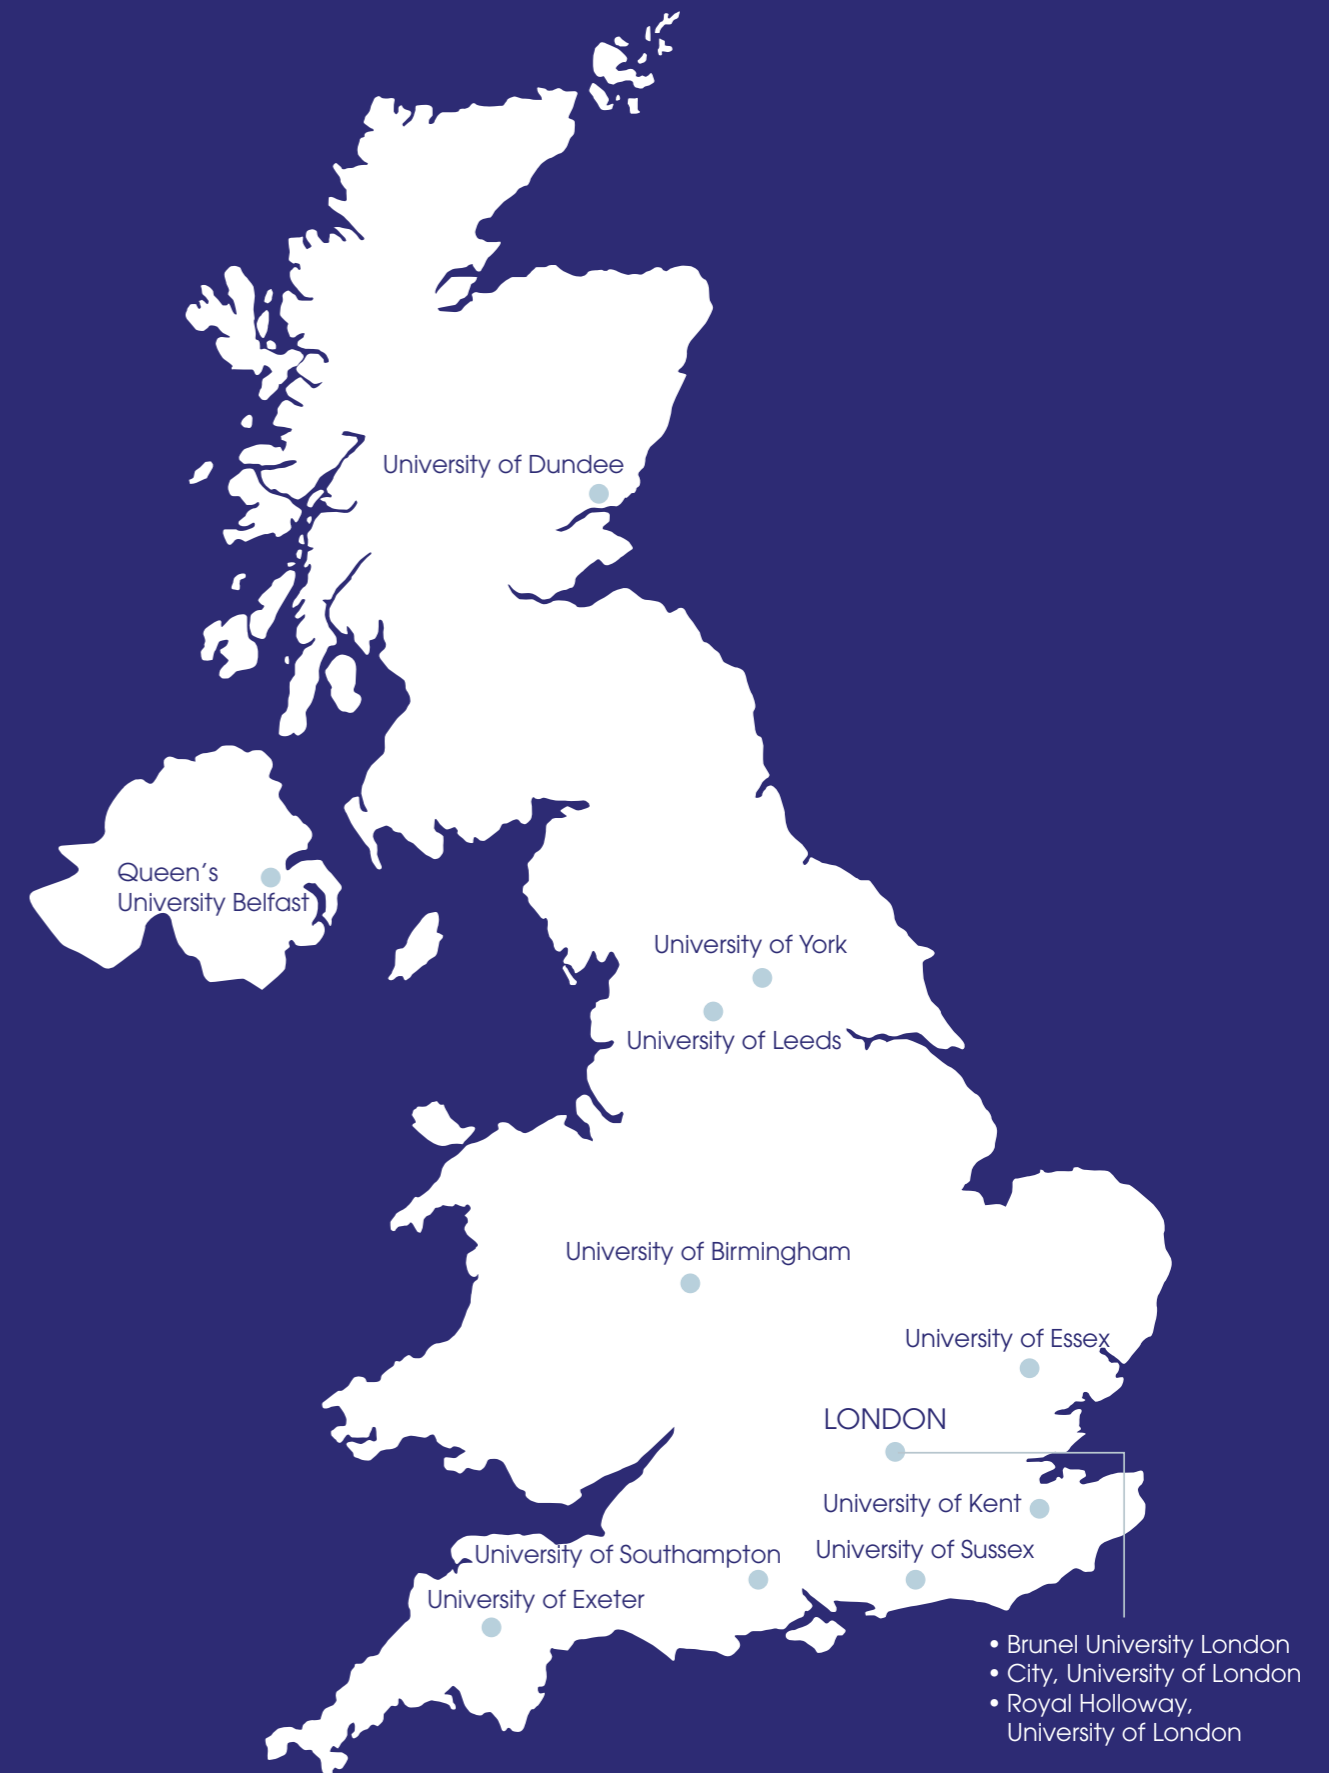 University of Dundee
Queen's
University Belfast
University of York
University of Leeds
University of Birmingham
University of Essex
LONDON
University of Kent
University of Sussex
University of Southampton
University of Exeter
• Brunel University London
• City, University of London
• Royal Holloway,
University of London